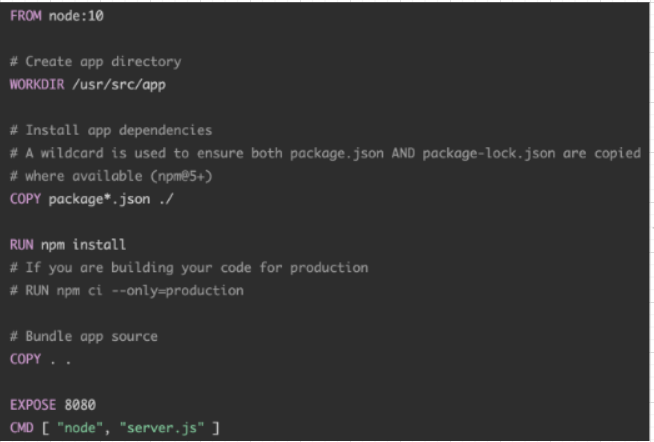 FROM node:10
# Create app directory
WORKDIR /usr/src/app
# Install app dependencies
# A wildcard is used to ensure both package.json AND package-lock.json are copied
# where available (npm@5+)
COPY package*.json ./
RUN npm install
# If you are building your code for production
# RUN npm ci --only=production
# Bundle app source
COPY . .
EXPOSE 8080
CMD [ "node", "server.js" ]